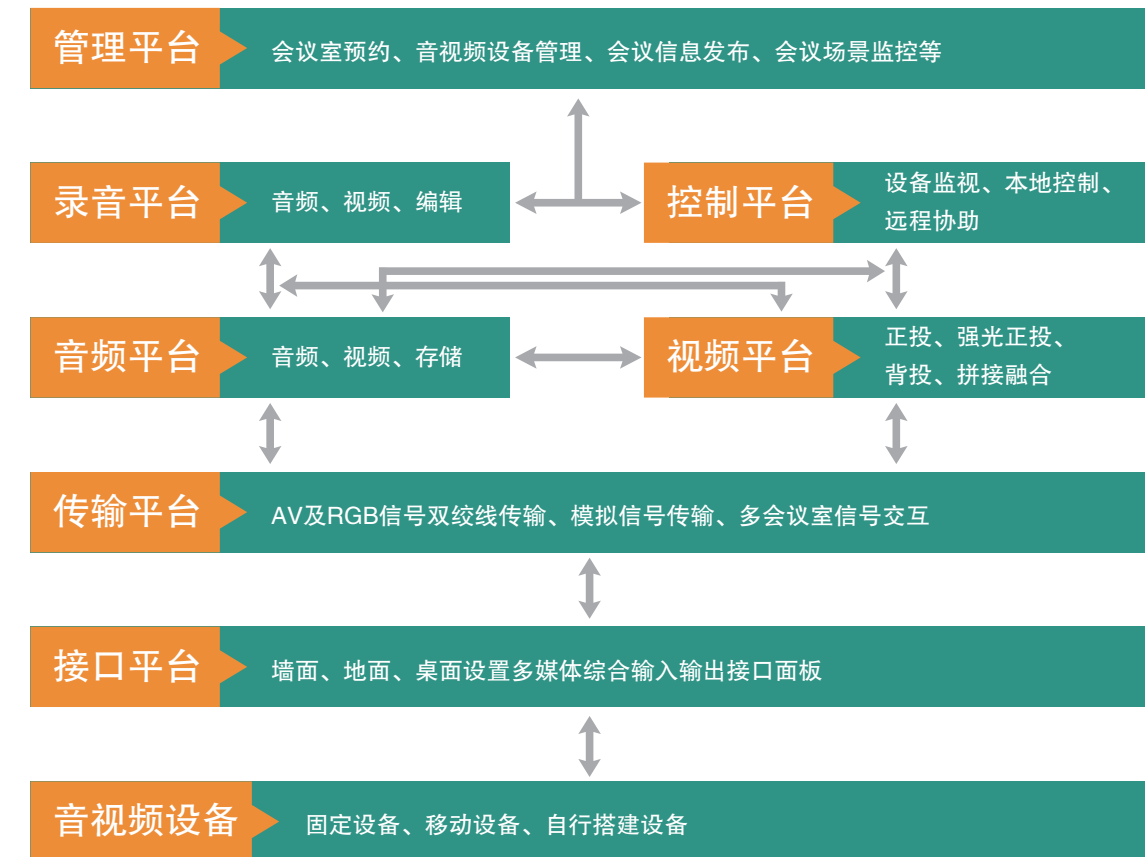 管理平台
会议室预约、音视频设备管理、会议信息发布、会议场景监控等
录音平台
音频、视频、编辑
控制平台
设备监视、本地控制、
远程协助
音频平台
音频、视频、存储
视频平台
正投、强光正投、
背投、拼接融合
传输平台
AV及RGB信号双绞线传输、模拟信号传输、多会议室信号交互
接口平台
墙面、地面、桌面设置多媒体综合输入输出接口面板
音视频设备
固定设备、移动设备、自行搭建设备